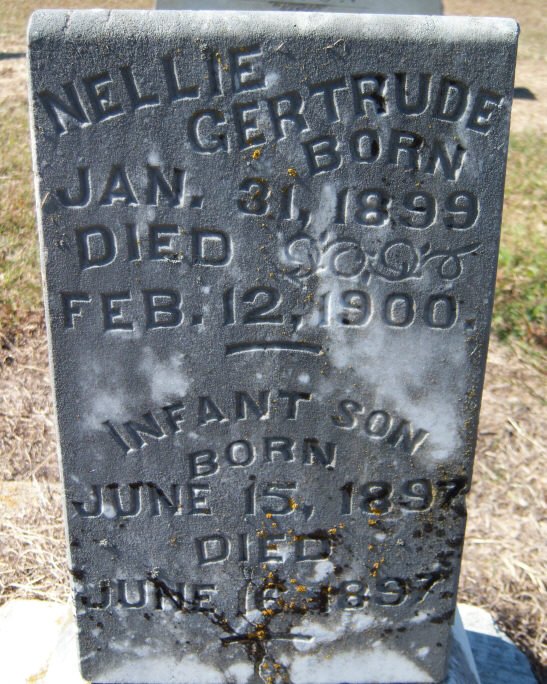 NELLIE
GERTRUDE
BORN
JAN. 31, 1899
DIED
FEB. 12, 1900.
INFANT SON
BORN
JUNE 15, 1897
DIED
JUNE 16, 1897